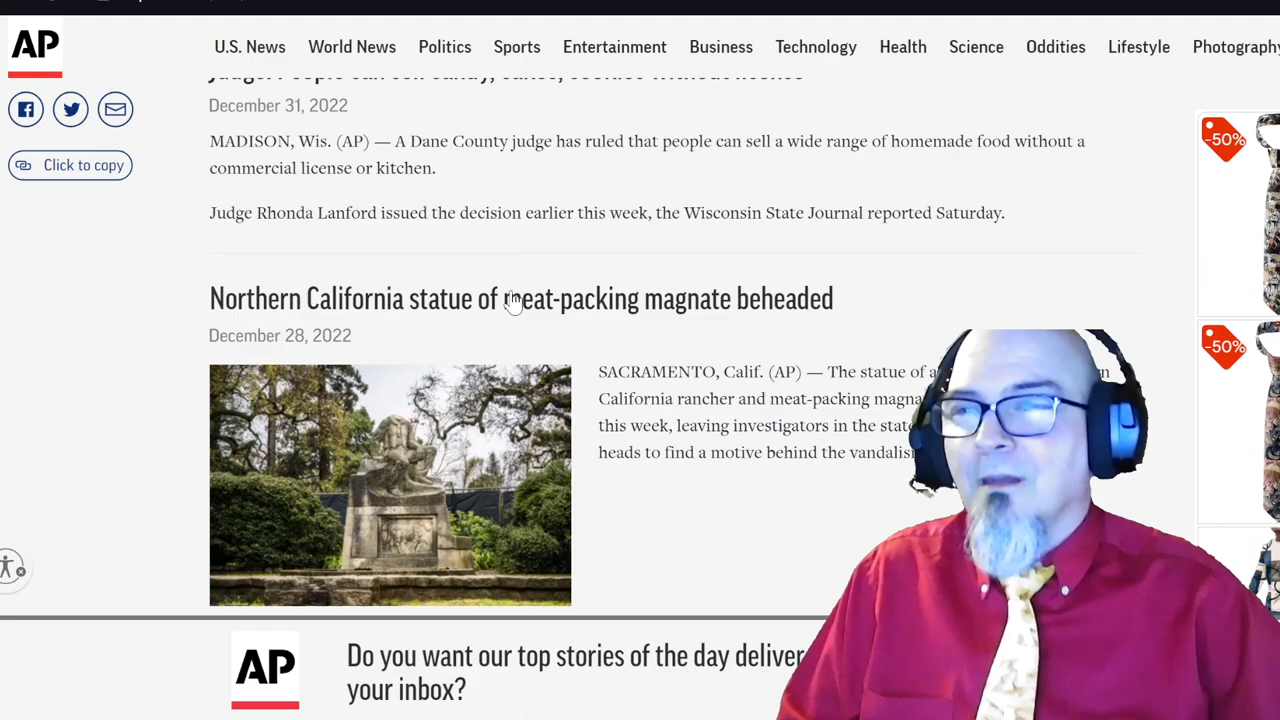 AP
U.S. News World News Politics Sports Entertainment Business Technology Health Science Oddities Lifestyle Photography
December 31, 2022
Click to copy
MADISON, Wis. (AP) — A Dane County judge has ruled that people can sell a wide range of homemade food without a
commercial license or kitchen.
Judge Rhonda Lanford issued the decision earlier this week, the Wisconsin State Journal reported Saturday.
Northern California statue of meat-packing magnate beheaded
December 28, 2022
SACRAMENTO, Calif. (AP) — The statue of a
California rancher and meat-packing
this week, leaving investigators in the
heads to find a motive behind the
-50%
-50%
AP
Do you want our top stories of the day
your inbox?